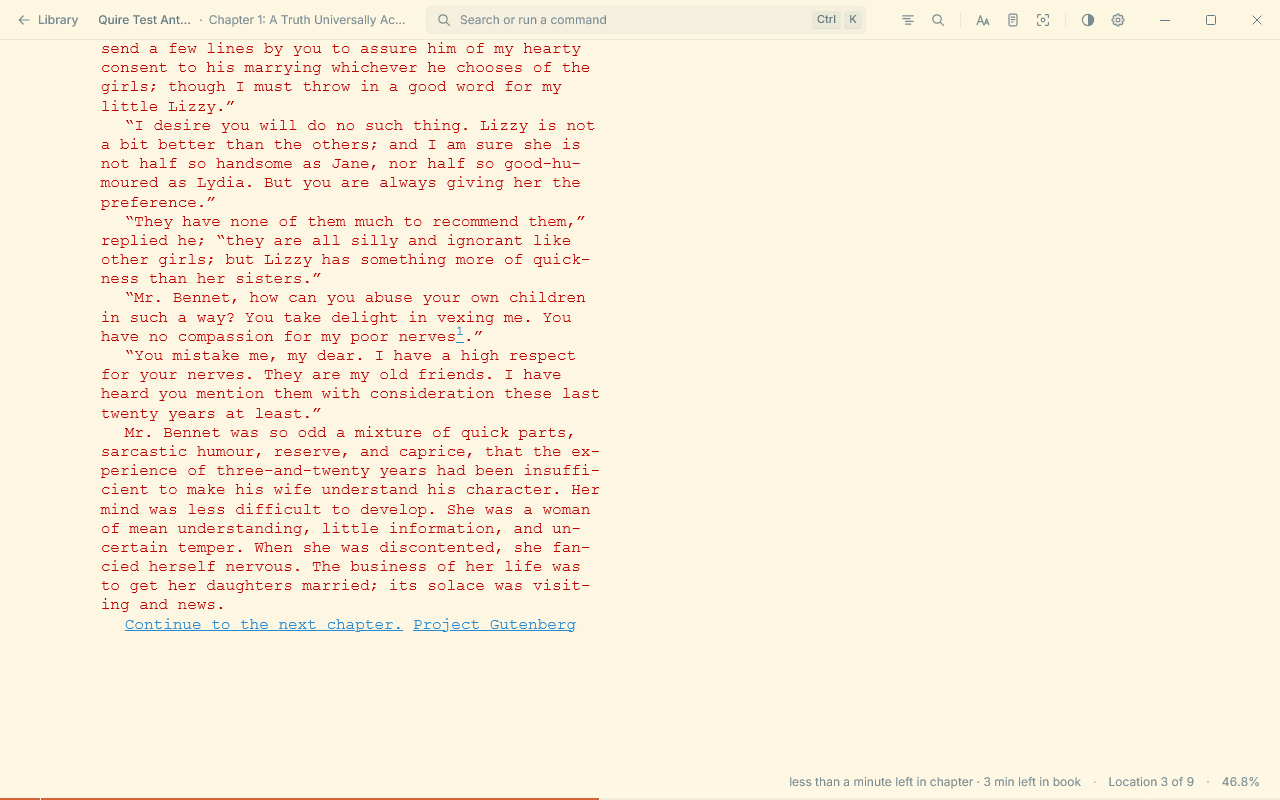 Library
Quire Test Ant... · Chapter 1: A Truth Universally Ac...
Search or run a command
Ctrl K
send a few lines by you to assure him of my hearty
consent to his marrying whichever he chooses of the
girls; though I must throw in a good word for my
little Lizzy.”
“I desire you will do no such thing. Lizzy is not
a bit better than the others; and I am sure she is
not half so handsome as Jane, nor half so good-hu-
moured as Lydia. But you are always giving her the
preference.”
“They have none of them much to recommend them,”
replied he; “they are all silly and ignorant like
other girls; but Lizzy has something more of quick-
ness than her sisters.”
“Mr. Bennet, how can you abuse your own children
in such a way? You take delight in vexing me. You
have no compassion for my poor nerves1.”
“You mistake me, my dear. I have a high respect
for your nerves. They are my old friends. I have
heard you mention them with consideration these last
twenty years at least.”
Mr. Bennet was so odd a mixture of quick parts,
sarcastic humour, reserve, and caprice, that the ex-
perience of three-and-twenty years had been insuffi-
cient to make his wife understand his character. Her
mind was less difficult to develop. She was a woman
of mean understanding, little information, and un-
certain temper. When she was discontented, she fan-
cied herself nervous. The business of her life was
to get her daughters married; its solace was visit-
ing and news.
Continue to the next chapter. Project Gutenberg
less than a minute left in chapter · 3 min left in book · Location 3 of 9 · 46.8%